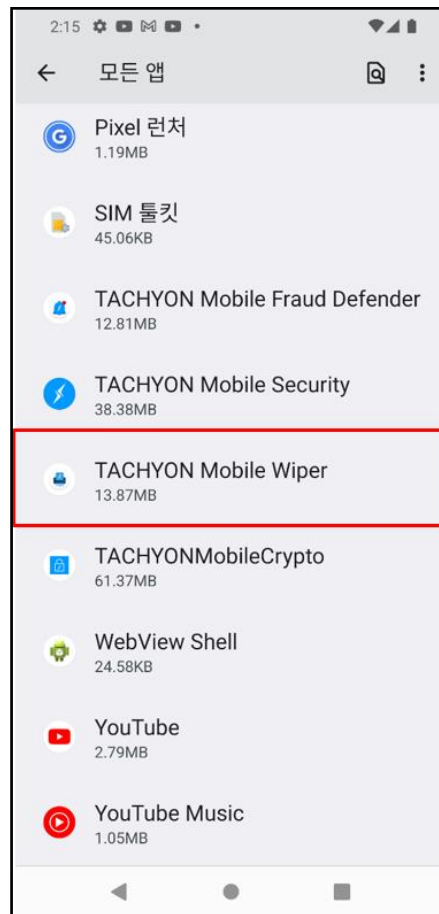 2:15
모든 앱
Pixel 런처
1.19MB
SIM 툴킷
45.06KB
TACHYON Mobile Fraud Defender
12.81MB
TACHYON Mobile Security
38.38MB
TACHYON Mobile Wiper
13.87MB
TACHYONMobileCrypto
61.37MB
WebView Shell
24.58KB
YouTube
2.79MB
YouTube Music
1.05MB